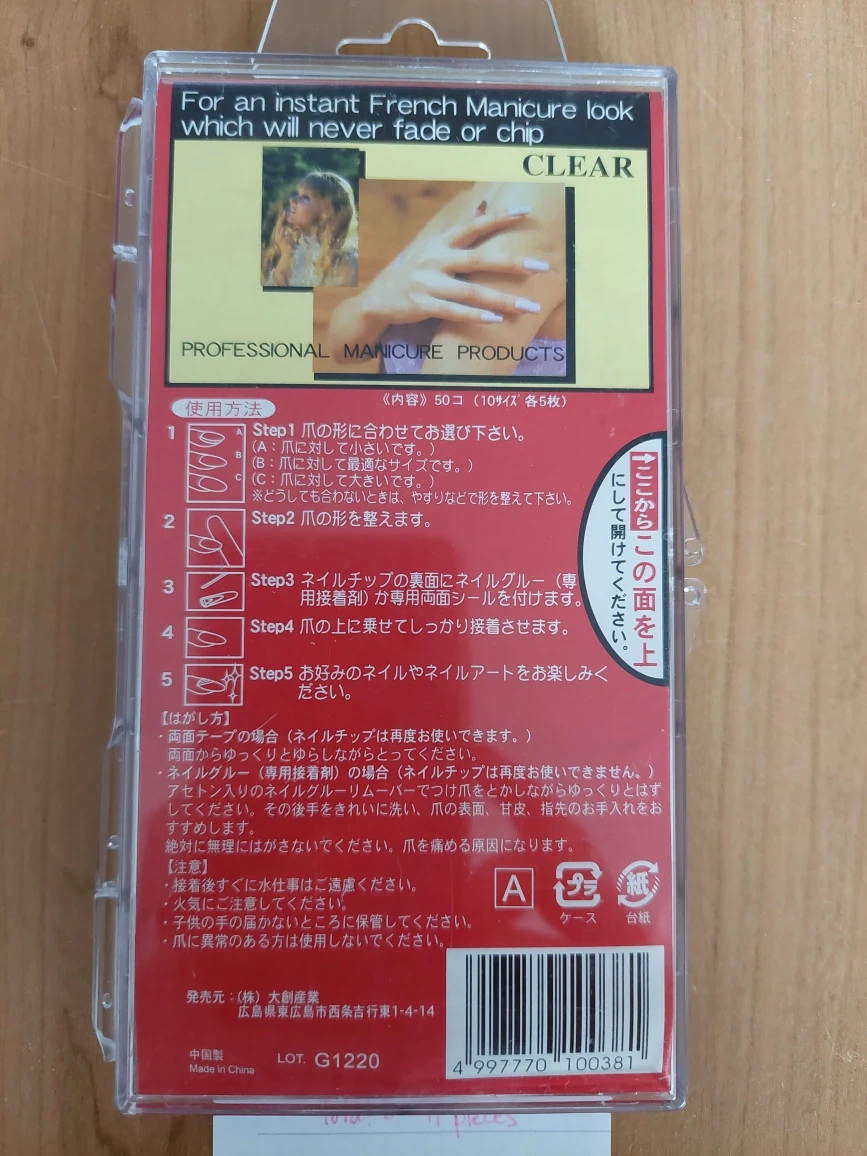 For an instant French Manicure look
which will never fade or chip
CLEAR
PROFESSIONAL MANICURE PRODUCTS
《内容》50コ（10ｻｲｽﾞ 各5枚）
使用方法
1
A
B
C
Step1 爪の形に合わせてお選び下さい。
（A：爪に対して小さいです。）
（B：爪に対して最適なサイズです。）
（C：爪に対して大きいです。）
※どうしても合わないときは、やすりなどで形を整えて下さい。
2
Step2 爪の形を整えます。
3
Step3 ネイルチップの裏面にネイルグルー（専
用接着剤）か専用両面シールを付けます。
4
Step4 爪の上に乗せてしっかり接着させます。
5
Step5 お好みのネイルやネイルアートをお楽しみく
ださい。
→ここからこの面を上
にして開けてください。
【はがし方】
・両面テープの場合（ネイルチップは再度お使いできます。）
両面からゆっくりとゆらしながらとってください。
・ネイルグルー（専用接着剤）の場合（ネイルチップは再度お使いできません。）
アセトン入りのネイルグルーリムーバーでつけ爪をとかしながらゆっくりとはず
してください。その後手をきれいに洗い、爪の表面、甘皮、指先のお手入れをお
すすめします。
絶対に無理にはがさないでください。爪を痛める原因になります。
【注意】
・接着後すぐに水仕事はご遠慮ください。
・火気にご注意してください。
・子供の手の届かないところに保管してください。
・爪に異常のある方は使用しないでください。
A
プラ
ケース
紙
台紙
発売元：（株）大創産業
広島県東広島市西条吉行東1-4-14
中国製
Made in China
LOT. G1220
4 997770 100381
pieces